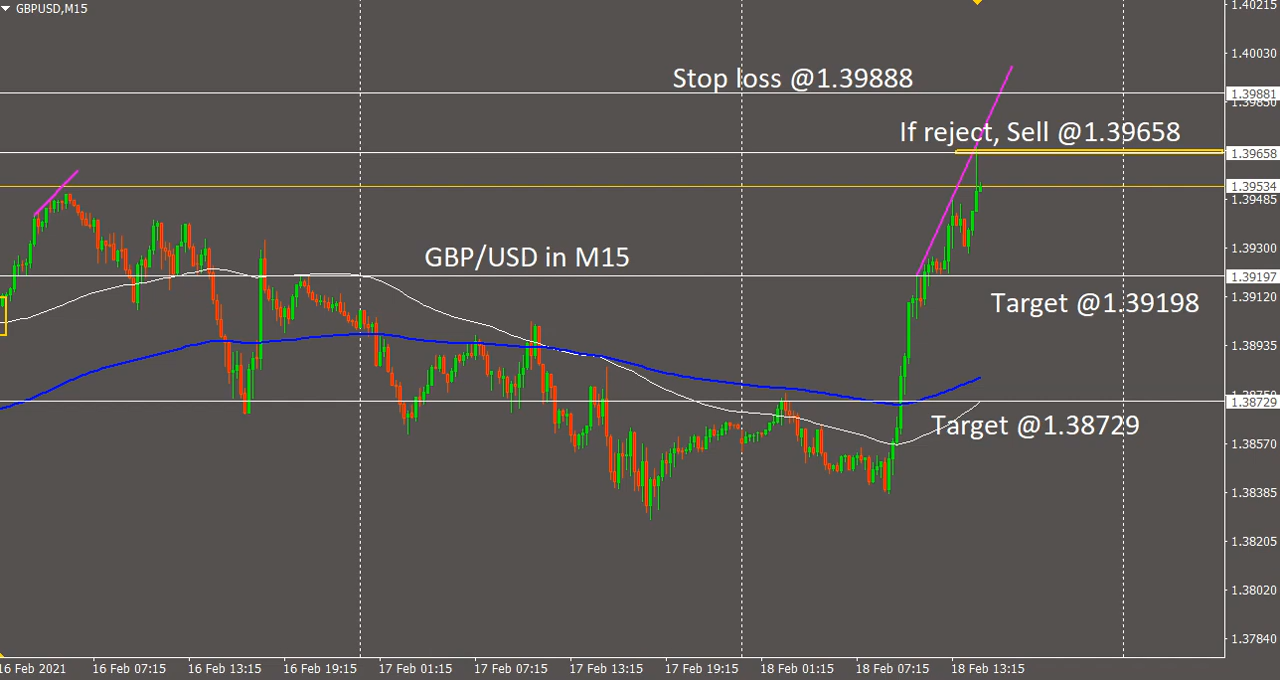 GBPUSD,M15
1.40215
1.40030
Stop loss @1.39888
1.39881
1.39850
If reject, Sell @1.39658
1.39658
1.39534
1.39485
GBP/USD in M15
1.39300
1.39197
Target @1.39198
1.39120
1.38935
1.38729
Target @1.38729
1.38570
1.38385
1.38205
1.38020
1.37840
16 Feb 2021
16 Feb 07:15
16 Feb 13:15
16 Feb 19:15
17 Feb 01:15
17 Feb 07:15
17 Feb 13:15
17 Feb 19:15
18 Feb 01:15
18 Feb 07:15
18 Feb 13:15